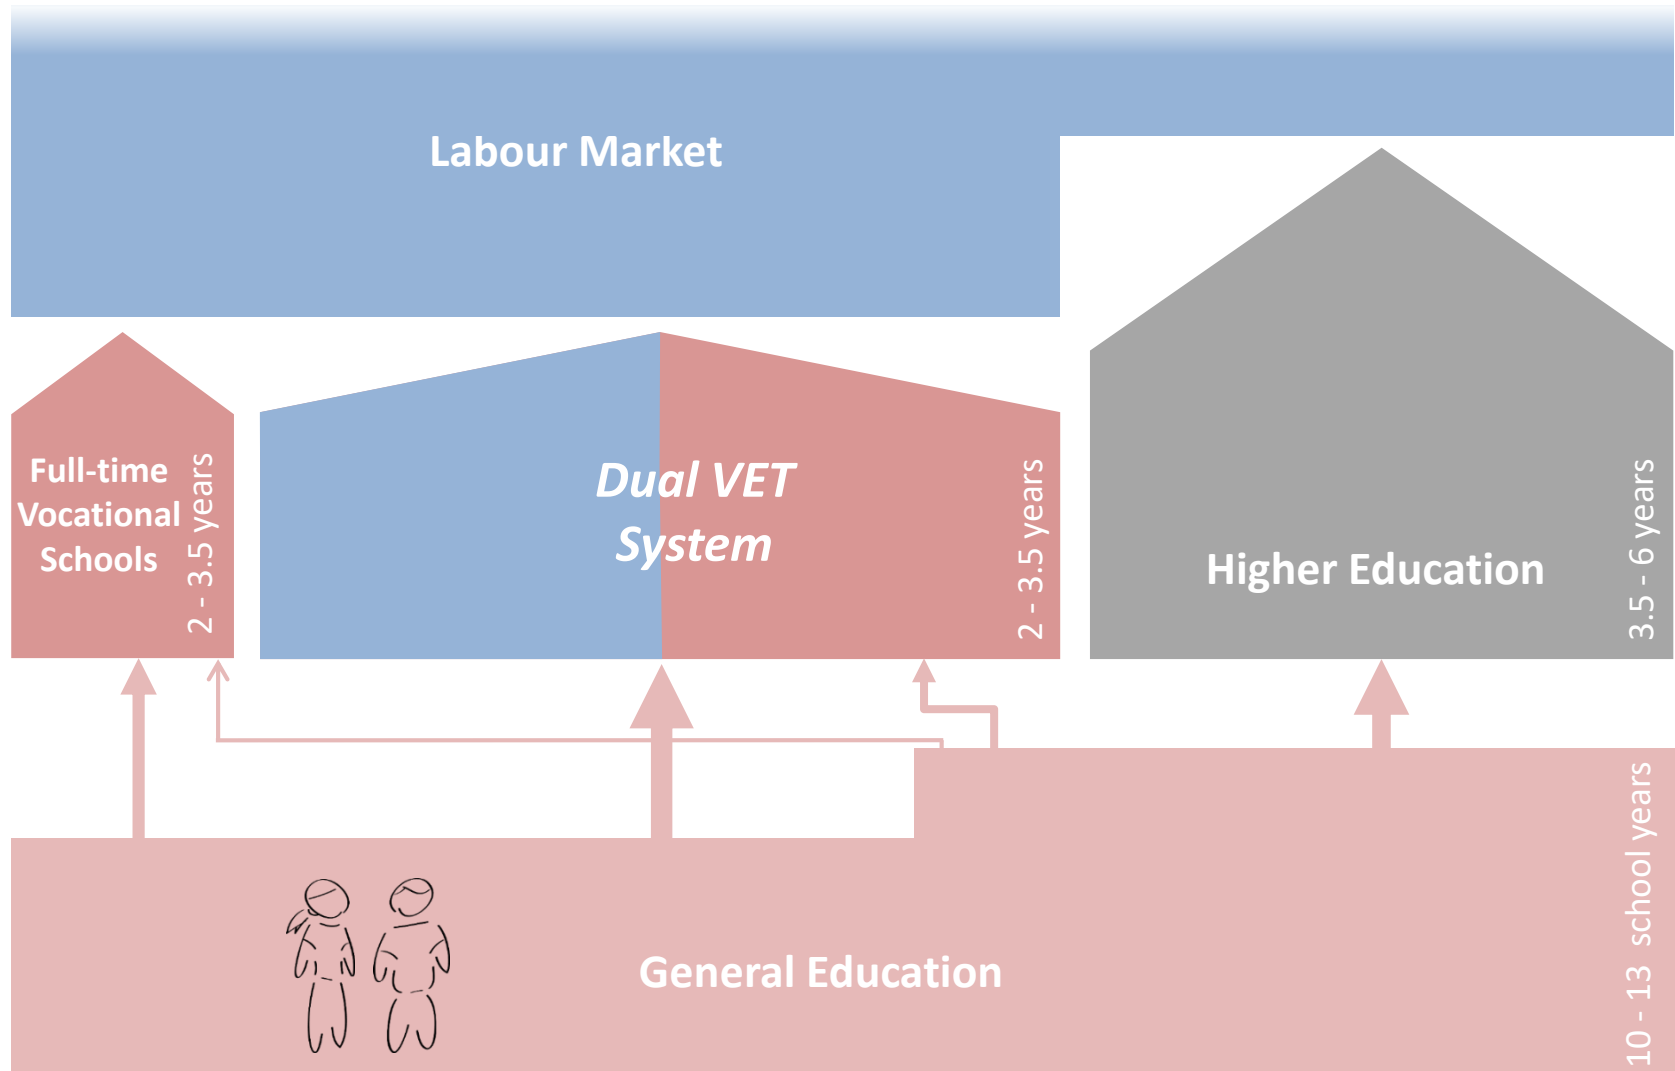 Labour Market
Full-time
Vocational
Schools
2 - 3.5 years
Dual VET
System
2 - 3.5 years
Higher Education
3.5 - 6 years
General Education
10 - 13 school years